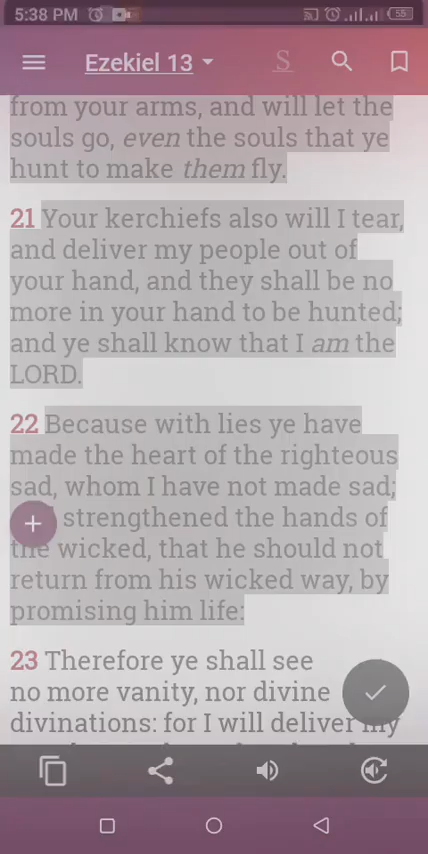 5:38 PM 55
Ezekiel 13 S
from your arms, and will let the
souls go, even the souls that ye
hunt to make them fly.
21 Your kerchiefs also will I tear,
and deliver my people out of
your hand, and they shall be no
more in your hand to be hunted;
and ye shall know that I am the
LORD.
22 Because with lies ye have
made the heart of the righteous
sad, whom I have not made sad;
strengthened the hands of
the wicked, that he should not
return from his wicked way, by
promising him life:
23 Therefore ye shall see
no more vanity, nor divine
divinations: for I will deliver my